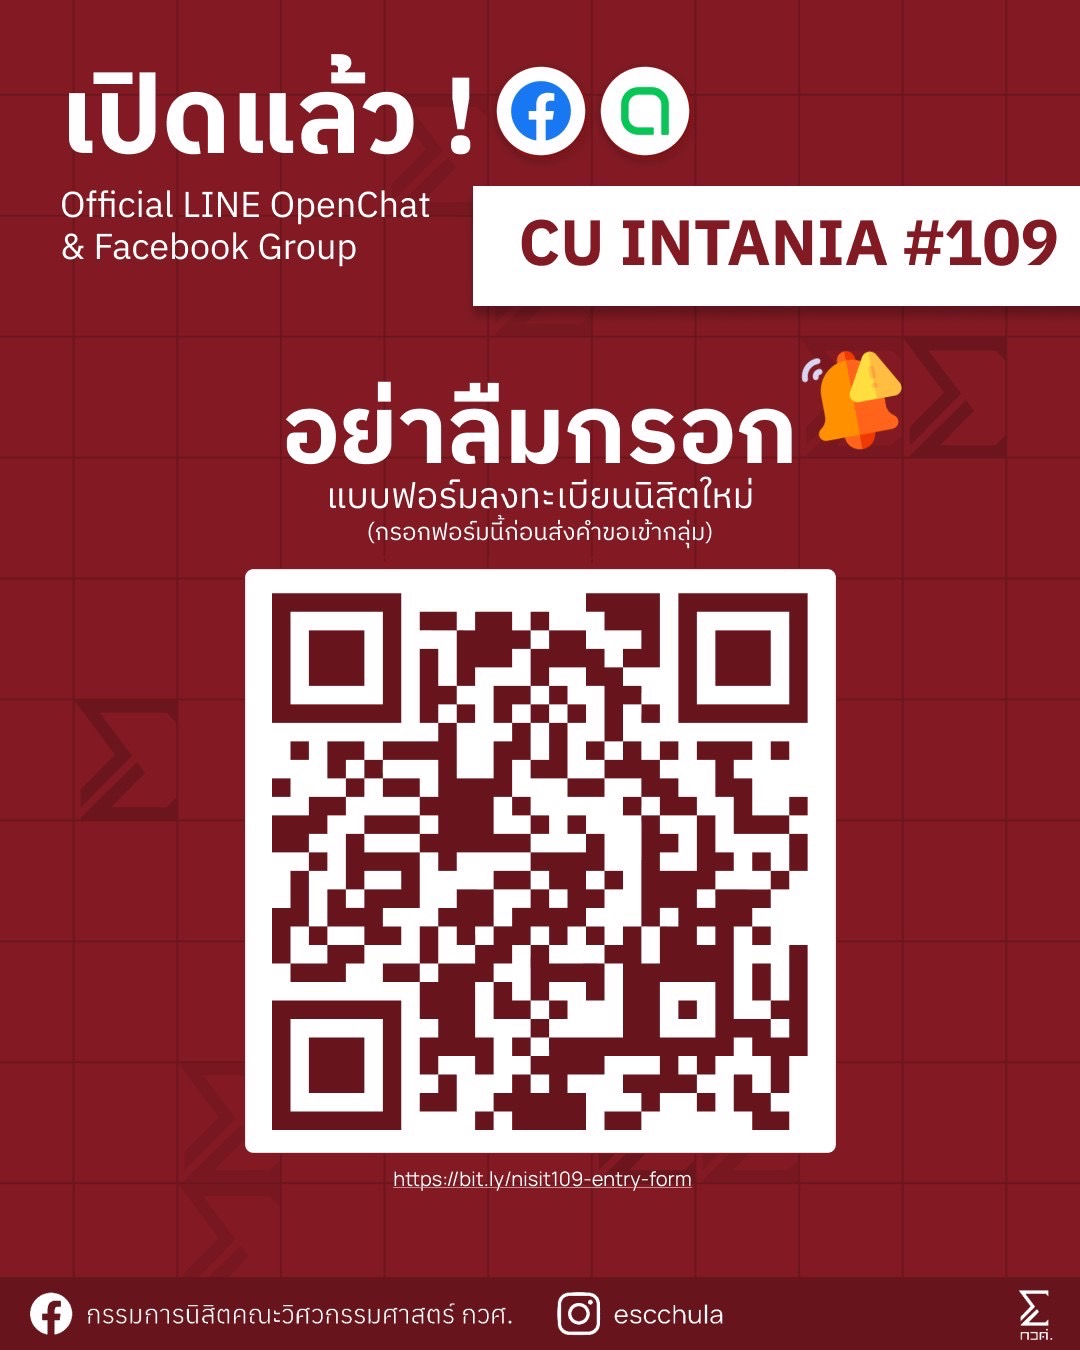 เปิดแล้ว !
Official LINE OpenChat
& Facebook Group
CU INTANIA #109
อย่าลืมกรอก
แบบฟอร์มลงทะเบียนนิสิตใหม่
(กรอกฟอร์มนี้ก่อนส่งคำขอเข้ากลุ่ม)
https://bit.ly/nisit109-entry-form
กรรมการนิสิตคณะวิศวกรรมศาสตร์ กวศ.
escchula
กวศ.